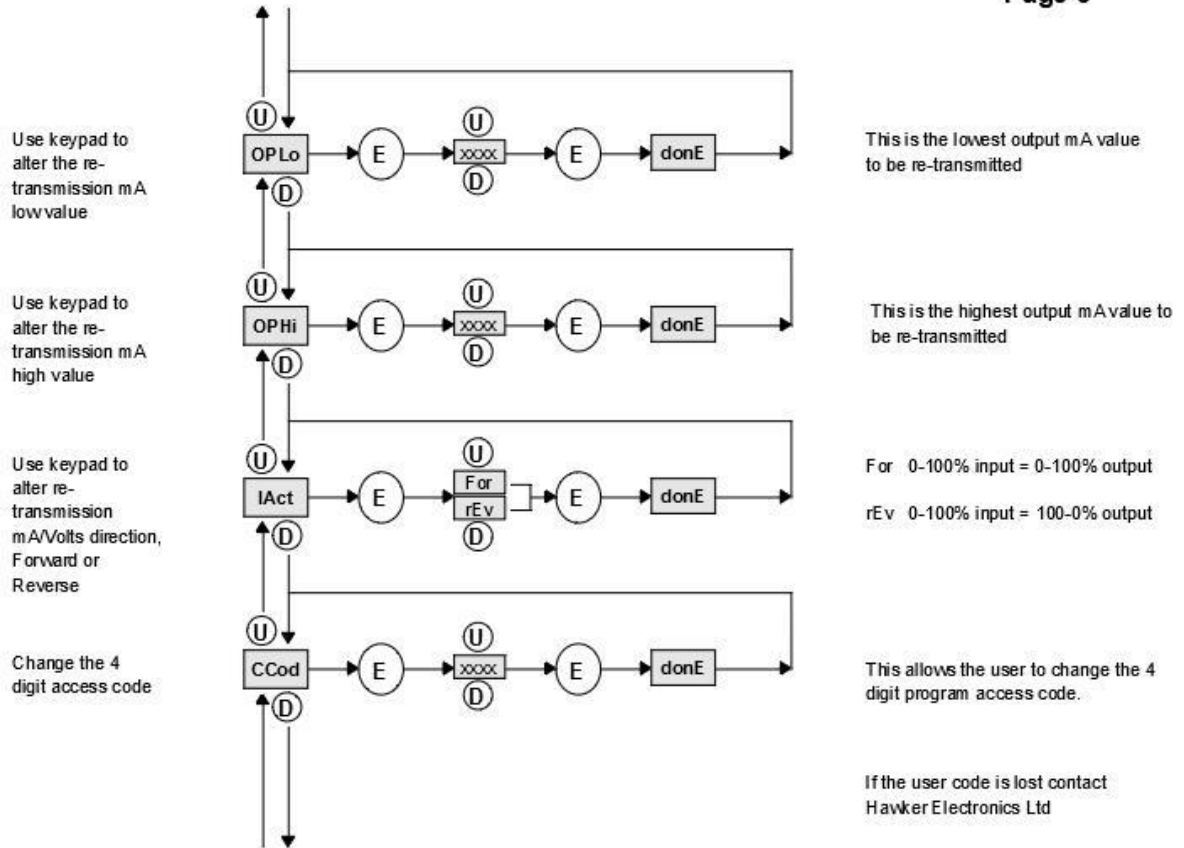 U
Use keypad to
alter the re-
transmission mA
low value
OPLo
E
U
xxxx
D
E
donE
This is the lowest output mA value
to be re-transmitted
D
U
Use keypad to
alter the re-
transmission mA
high value
OPHi
E
U
xxxx
D
E
donE
This is the highest output mA value to
be re-transmitted
D
U
Use keypad to
alter re-
transmission
mA/Volts direction,
Forward or
Reverse
IAct
E
U
For
rEv
D
E
donE
For 0-100% input = 0-100% output
rEv 0-100% input = 100-0% output
D
U
Change the 4
digit access code
CCod
E
U
xxxx
D
E
donE
This allows the user to change the 4
digit program access code.
D
If the user code is lost contact
Hawker Electronics Ltd